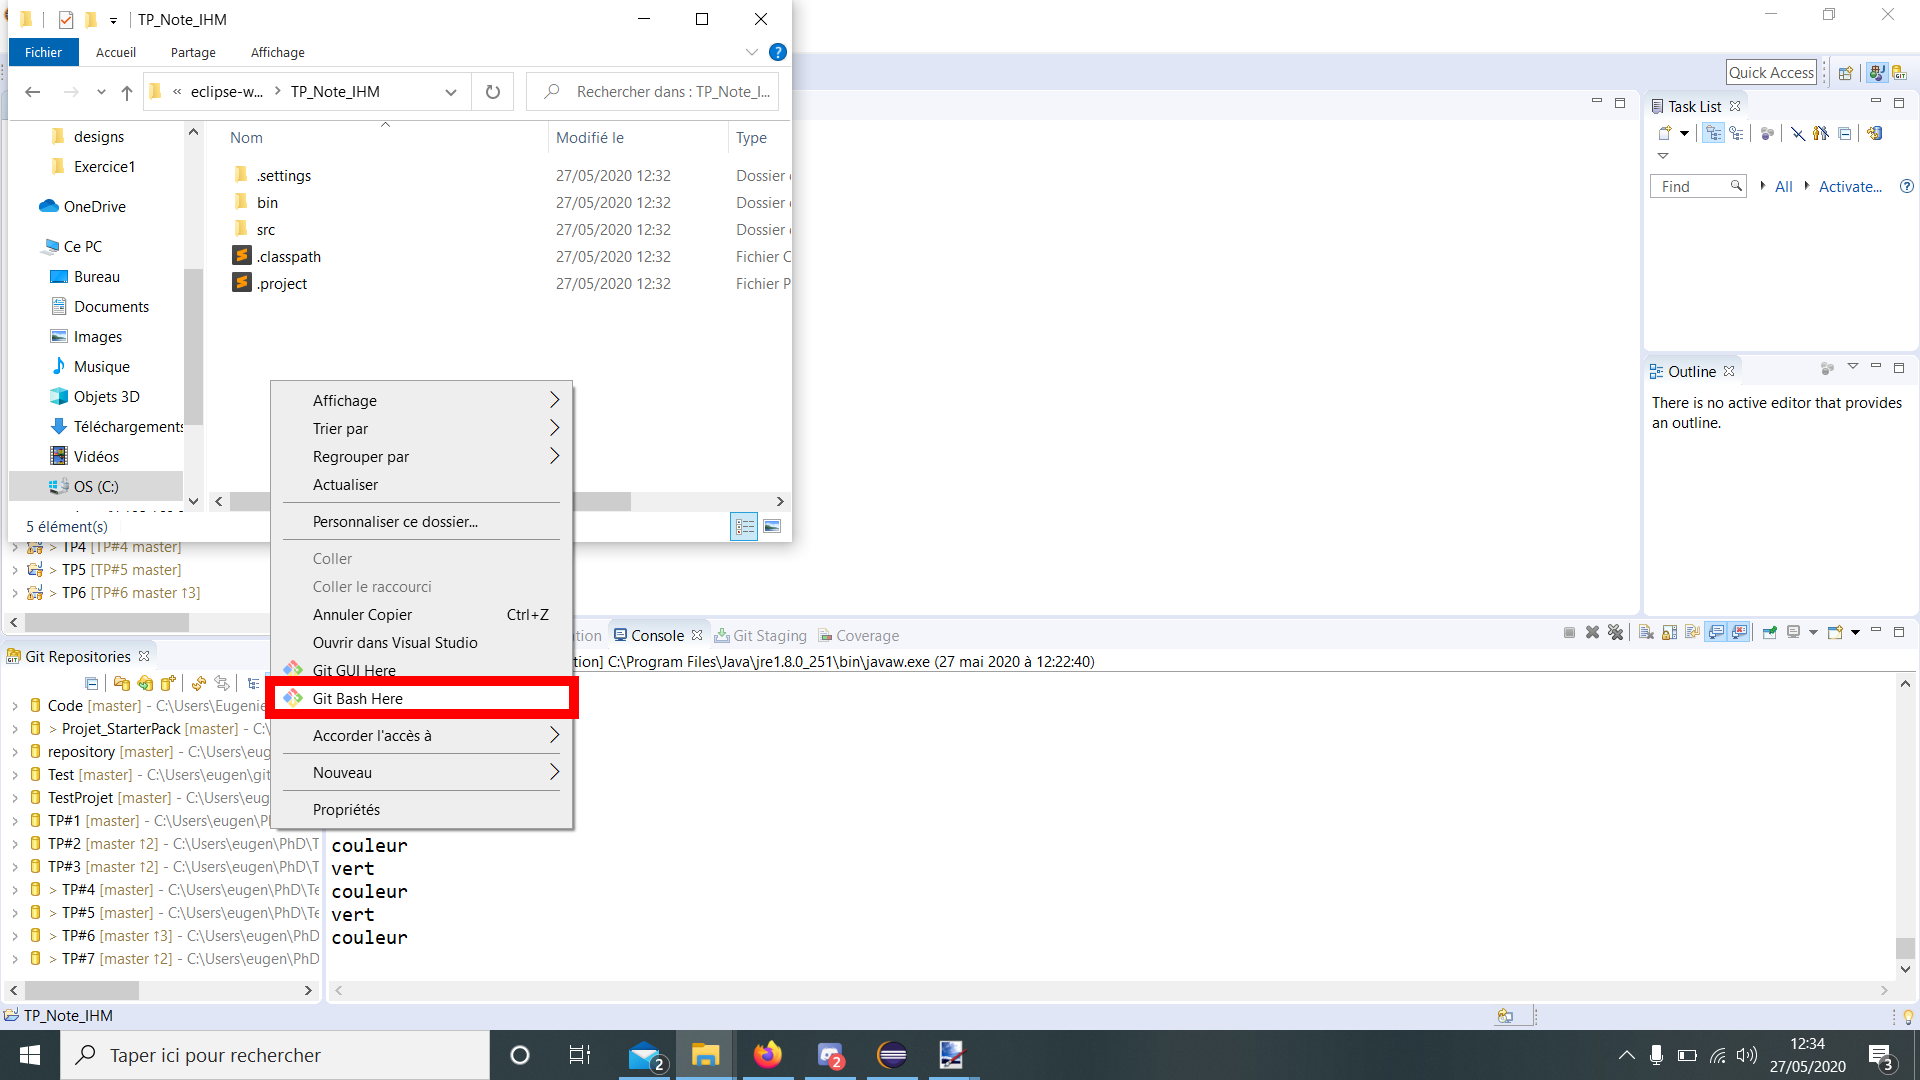 TP_Note_IHM
Fichier
Accueil
Partage
Affichage
?
« eclipse-w... > TP_Note_IHM
Rechercher dans : TP_Note_I...
designs
Exercice1
OneDrive
Ce PC
Bureau
Documents
Images
Musique
Objets 3D
Téléchargements
Vidéos
OS (C:)
Nom
Modifié le
Type
.settings
27/05/2020 12:32
Dossier
bin
27/05/2020 12:32
Dossier
src
27/05/2020 12:32
Dossier
.classpath
27/05/2020 12:32
Fichier C
.project
27/05/2020 12:32
Fichier P
5 élément(s)
Affichage
Trier par
Regrouper par
Actualiser
Personnaliser ce dossier...
Coller
Coller le raccourci
Annuler Copier Ctrl+Z
Ouvrir dans Visual Studio
Git GUI Here
Git Bash Here
Accorder l'accès à
Nouveau
Propriétés
Quick Access
Task List
Find
All
Activate...
?
Outline
There is no active editor that provides
an outline.
> TP4 [TP#4 master]
> TP5 [TP#5 master]
> TP6 [TP#6 master ↑3]
Git Repositories
Code [master] - C:\Users\Eugenie
> Projet_StarterPack [master] - C:\
repository [master] - C:\Users\eug
Test [master] - C:\Users\eugen\git
TestProjet [master] - C:\Users\eug
TP#1 [master] - C:\Users\eugen\P
TP#2 [master ↑2] - C:\Users\eugen\PhD\T
TP#3 [master ↑2] - C:\Users\eugen\PhD\T
> TP#4 [master] - C:\Users\eugen\PhD\Te
> TP#5 [master] - C:\Users\eugen\PhD\Te
> TP#6 [master ↑3] - C:\Users\eugen\PhD
> TP#7 [master ↑2] - C:\Users\eugen\PhD
tion
Console
Git Staging
Coverage
tion] C:\Program Files\Java\jre1.8.0_251\bin\javaw.exe (27 mai 2020 à 12:22:40)
couleur
vert
couleur
vert
couleur
TP_Note_IHM
Taper ici pour rechercher
2
2
12:34
27/05/2020
3